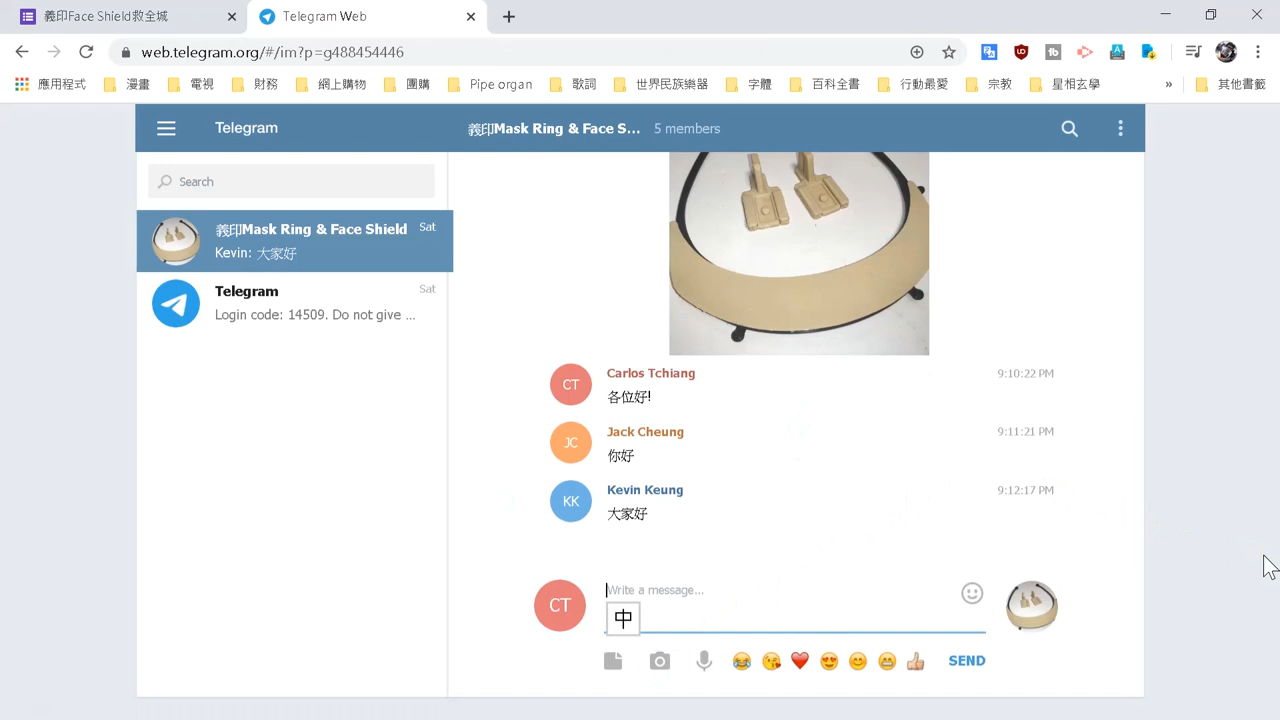 義印Face Shield救全城
Telegram Web
web.telegram.org/#/im?p=g488454446
應用程式
漫畫
電視
財務
網上購物
團購
Pipe organ
歌詞
世界民族樂器
字體
百科全書
行動最愛
宗教
星相玄學
»
其他書籤
Telegram
義印Mask Ring & Face S...
5 members
Search
義印Mask Ring & Face Shield
Sat
Kevin: 大家好
Telegram
Sat
Login code: 14509. Do not give ...
CT
Carlos Tchiang
9:10:22 PM
各位好!
JC
Jack Cheung
9:11:21 PM
你好
KK
Kevin Keung
9:12:17 PM
大家好
CT
Write a message...
中
SEND